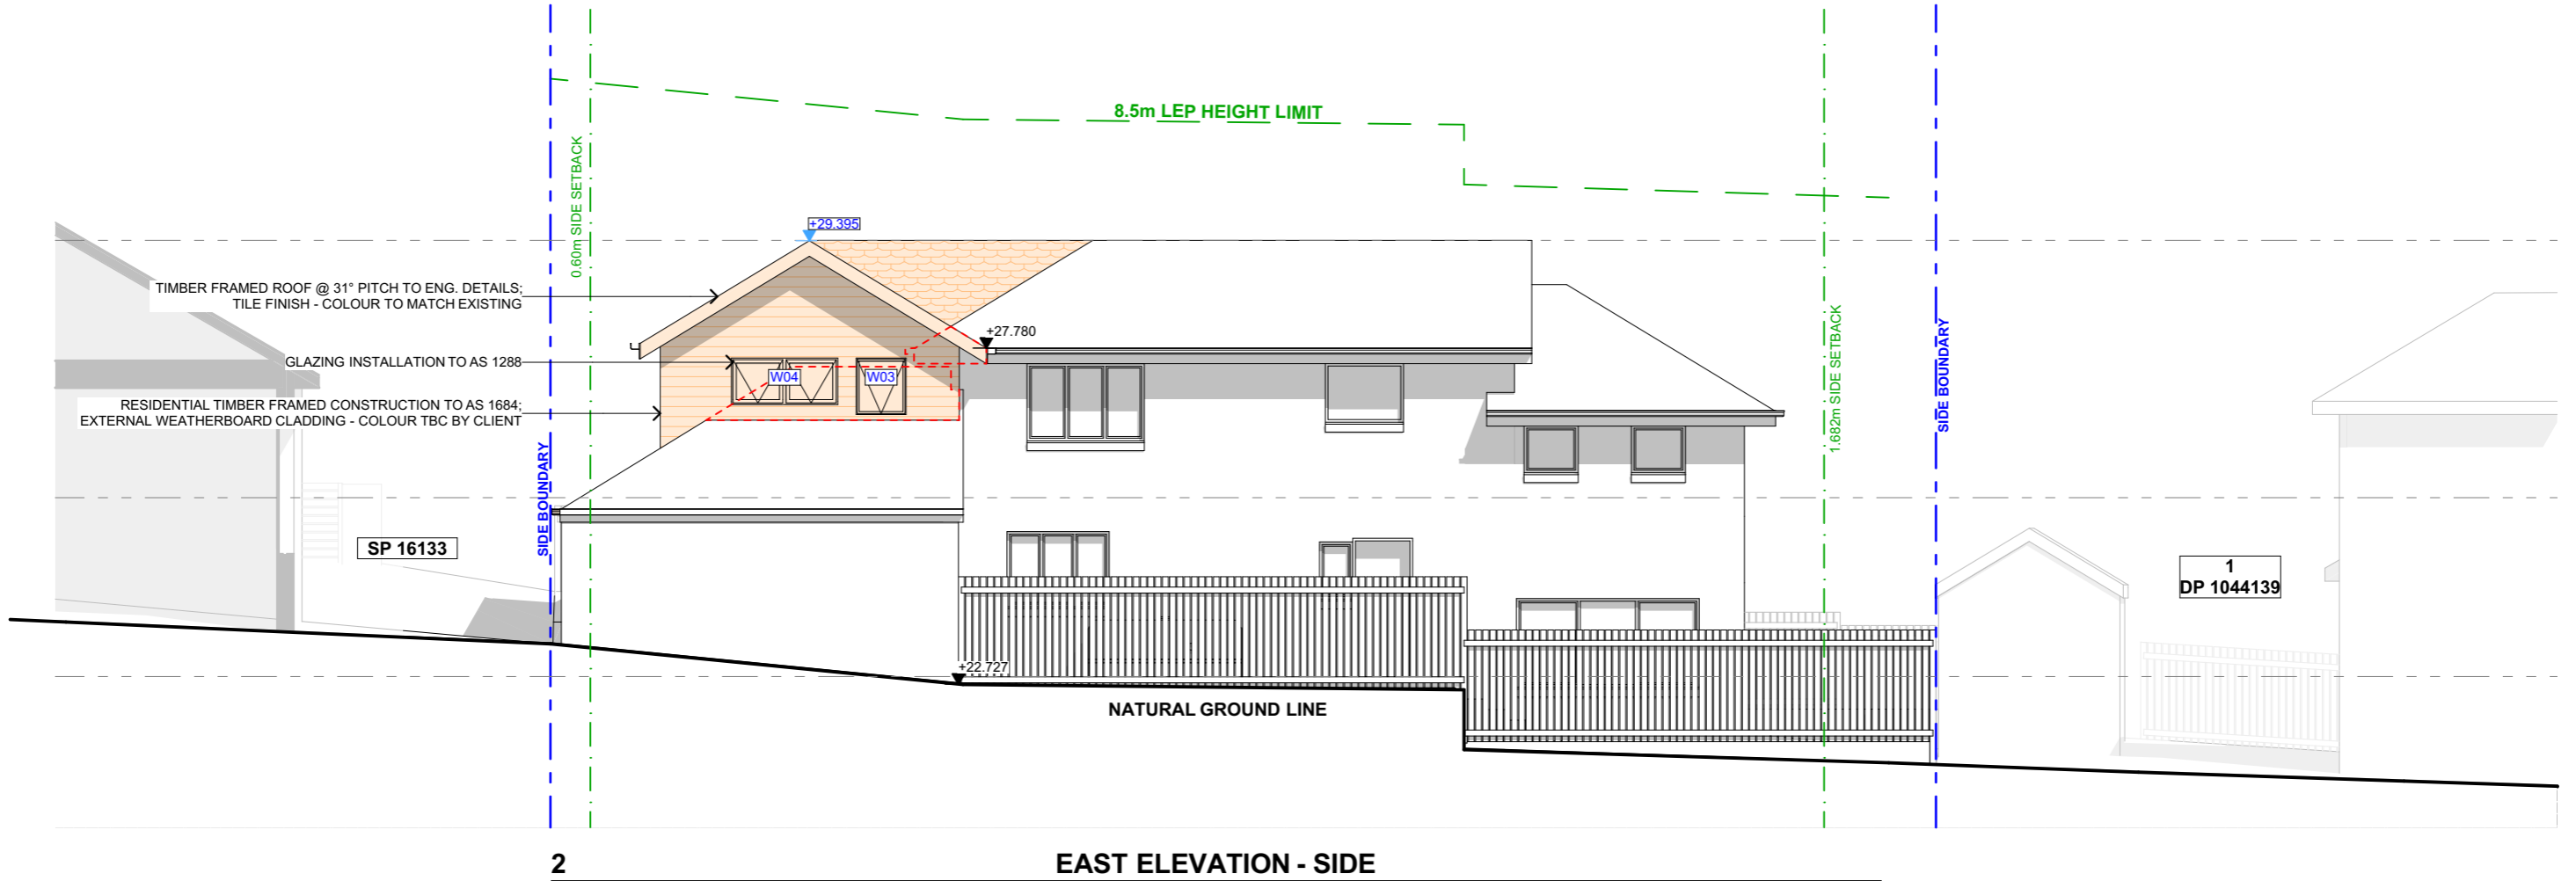 8.5m LEP HEIGHT LIMIT
0.60m SIDE SETBACK
+29.395
TIMBER FRAMED ROOF @ 31° PITCH TO ENG. DETAILS;
TILE FINISH - COLOUR TO MATCH EXISTING
+27.780
GLAZING INSTALLATION TO AS 1288
W04
W03
RESIDENTIAL TIMBER FRAMED CONSTRUCTION TO AS 1684;
EXTERNAL WEATHERBOARD CLADDING - COLOUR TBC BY CLIENT
1.682m SIDE SETBACK
SIDE BOUNDARY
SIDE BOUNDARY
SP 16133
1
DP 1044139
+22.727
NATURAL GROUND LINE
2
EAST ELEVATION - SIDE